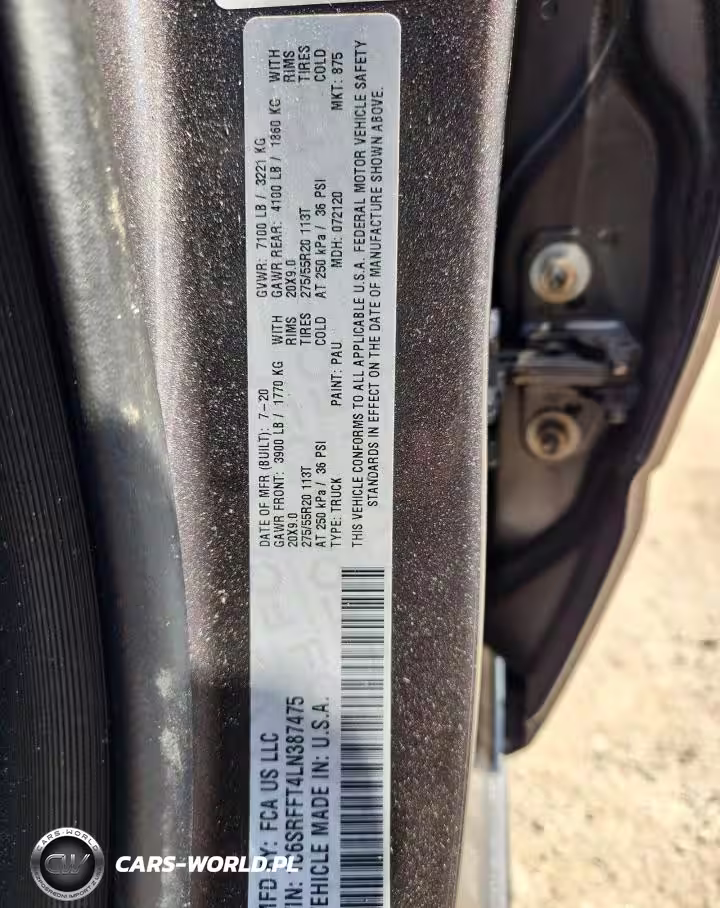 MFD BY: FCA US LLC
6SRFFT4LN387475
VEHICLE MADE IN: U.S.A.
DATE OF MFR (BUILT): 7-20
GAWR FRONT: 3900 LB / 1770 KG WITH
20X9.0 RIMS
275/55R20 113T TIRES
AT 250 kPa / 36 PSI COLD
GVWR: 7100 LB / 3221 KG
GAWR REAR: 4100 LB / 1860 KG WITH
20X9.0 RIMS
275/55R20 113T TIRES
AT 250 kPa / 36 PSI COLD
TYPE: TRUCK PAINT: PAU MDH: 072120 MKT: 875
THIS VEHICLE CONFORMS TO ALL APPLICABLE U.S.A. FEDERAL MOTOR VEHICLE SAFETY
STANDARDS IN EFFECT ON THE DATE OF MANUFACTURE SHOWN ABOVE.
CARS-WORLD
CW
CARS-WORLD.PL